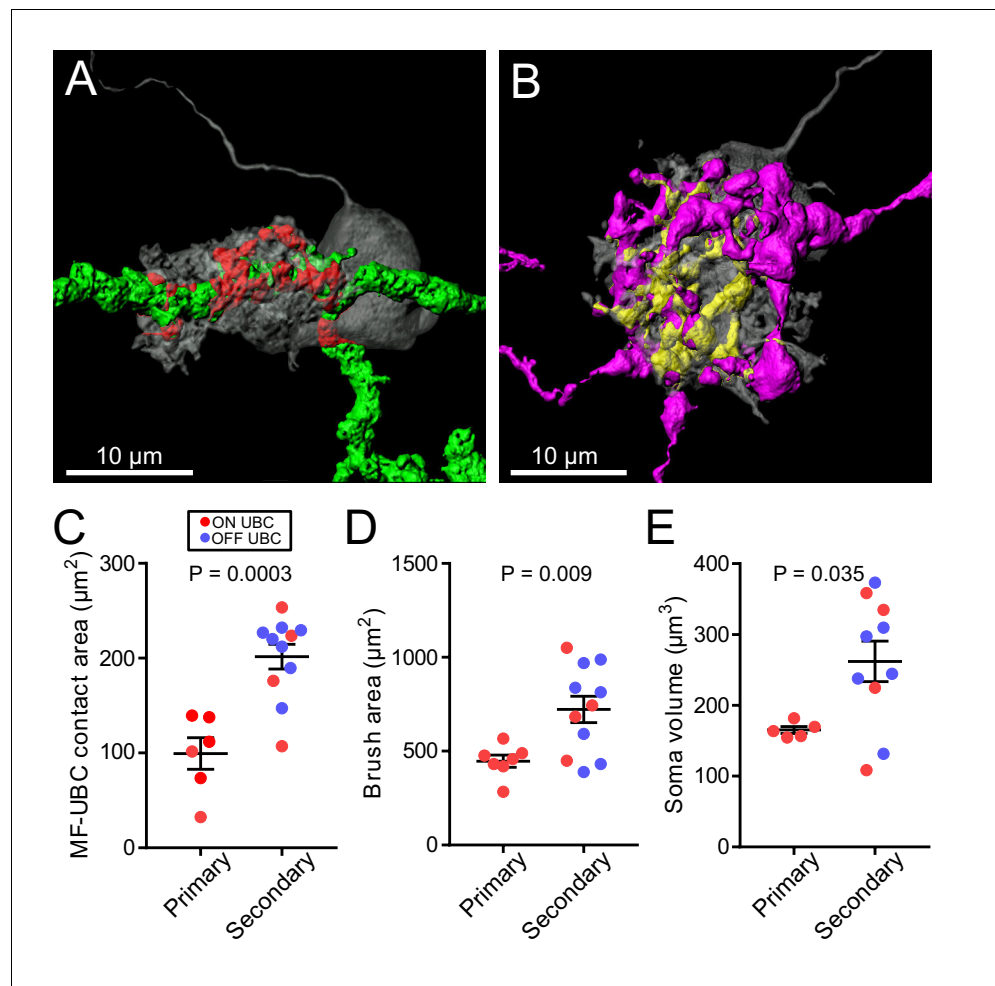 A
B
10 µm
10 µm
C
D
E
ON UBC
OFF UBC
P = 0.0003
P = 0.009
P = 0.035
MF-UBC contact area (µm²)
300
200
100
0
Primary
Secondary
Brush area (µm²)
1500
1000
500
0
Primary
Secondary
Soma volume (µm³)
400
300
200
100
0
Primary
Secondary